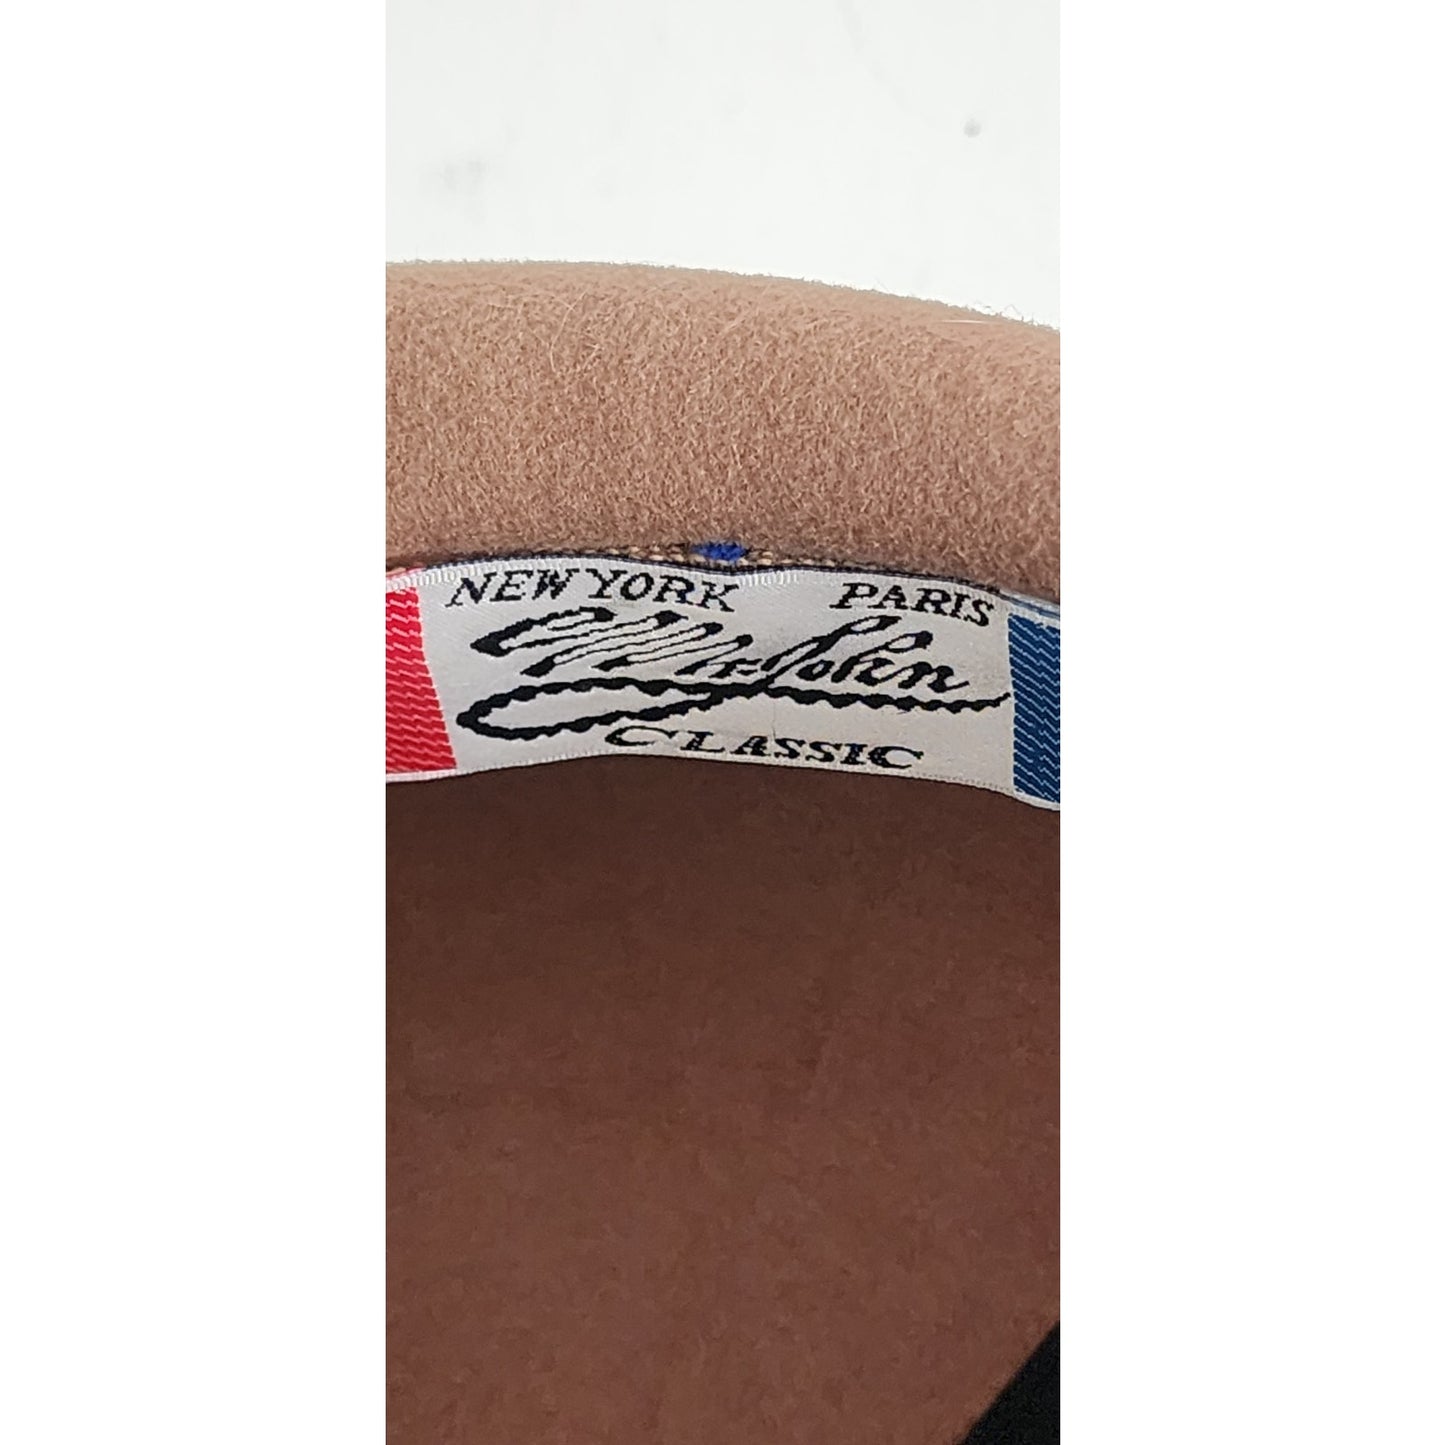 NEW YORK PARIS
Mr. John
CLASSIC